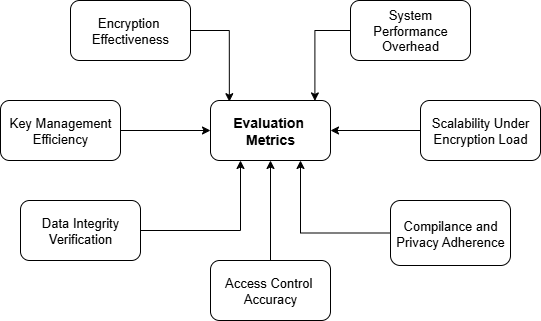 Encryption
Effectiveness
System
Performance
Overhead
Key Management
Efficiency
Evaluation
Metrics
Scalability Under
Encryption Load
Data Integrity
Verification
Compilance and
Privacy Adherence
Access Control
Accuracy